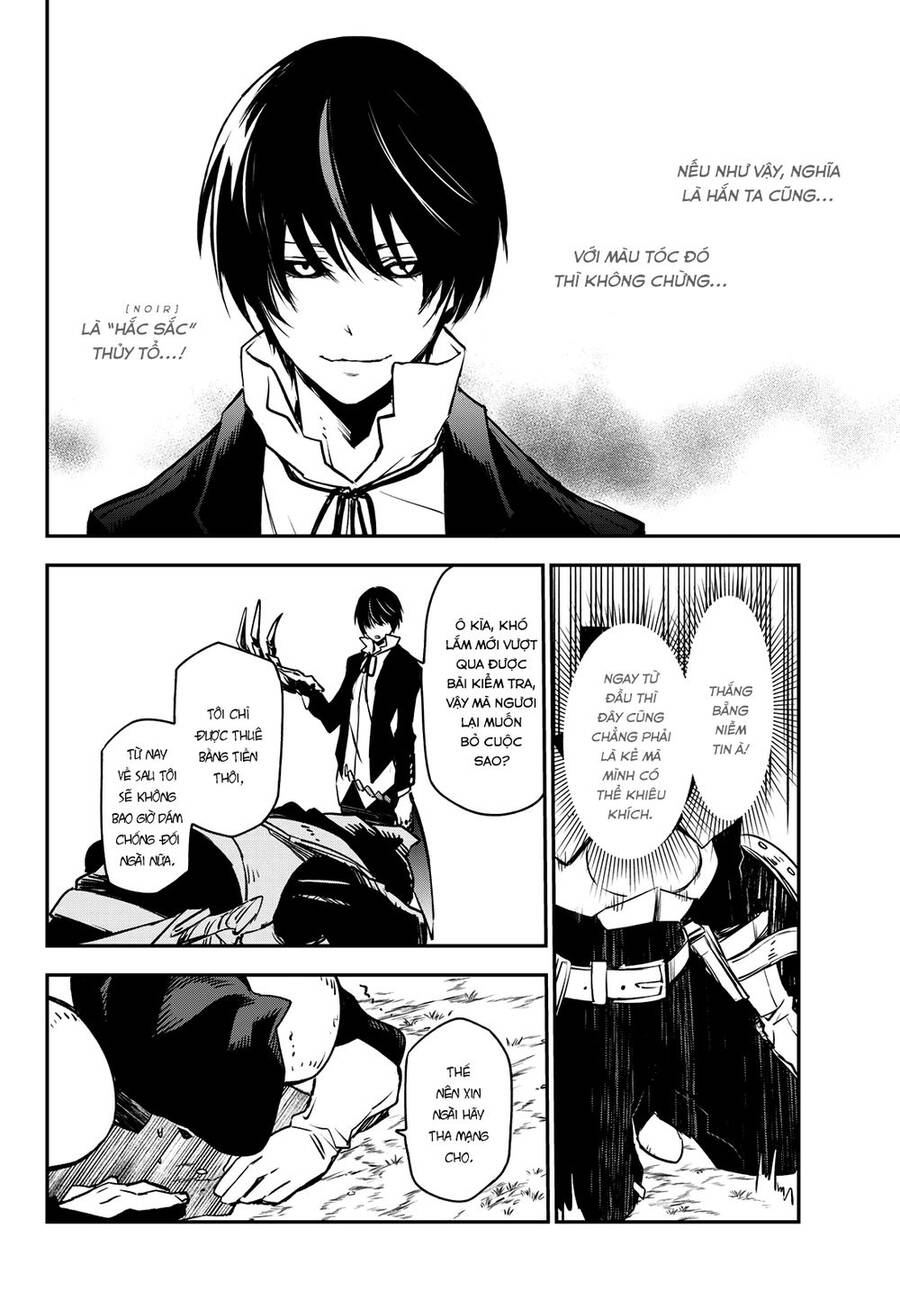 NẾU NHƯ VẬY, NGHĨA
LÀ HẮN TA CŨNG...
VỚI MÀU TÓC ĐÓ
THÌ KHÔNG CHỪNG...
[NOIR]
LÀ "HẮC SẮC"
THỦY TỔ...!
THẮNG
BẲNG
NIỀM
TIN À!
NGAY TỪ
ĐẦU THÌ
ĐÂY CŨNG
CHẲNG PHẢI
LÀ KẺ MÀ
MÌNH CÓ
THỂ KHIÊU
KHÍCH.
Ô KÌA, KHÓ
LẮM MỚI VƯỢT
QUA ĐƯỢC
BÀI KIỂM TRA,
VẬY MÀ NGƯƠI
LẠI MUỐN
BỎ CUỘC
SAO?
TÔI CHỈ
ĐƯỢC THUÊ
BẰNG TIỀN
THÔI,
TỪ NAY
VỀ SAU TÔI
SẼ KHÔNG
BAO GIỜ DÁM
CHỐNG ĐỐI
NGÀI NỮA.
THẾ
NÊN XIN
NGÀI HÃY
THA MẠNG
CHO.